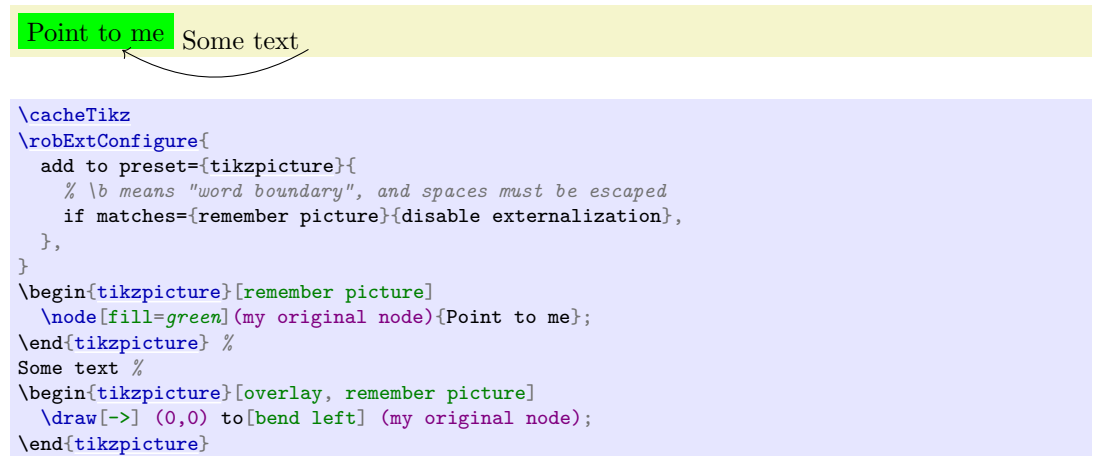 Point to me Some text
\cacheTikz
\robExtConfigure{
  add to preset={tikzpicture}{
    % \b means "word boundary", and spaces must be escaped
    if matches={remember picture}{disable externalization},
  },
}
\begin{tikzpicture}[remember picture]
  \node[fill=green](my original node){Point to me};
\end{tikzpicture} %
Some text %
\begin{tikzpicture}[overlay, remember picture]
  \draw[->] (0,0) to[bend left] (my original node);
\end{tikzpicture}